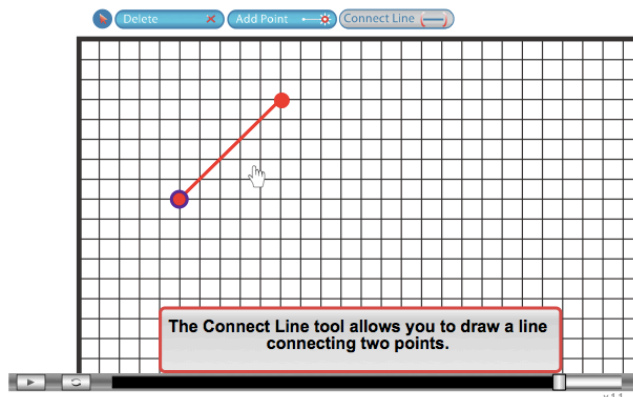 Delete
Add Point
Connect Line
The Connect Line tool allows you to draw a line
connecting two points.